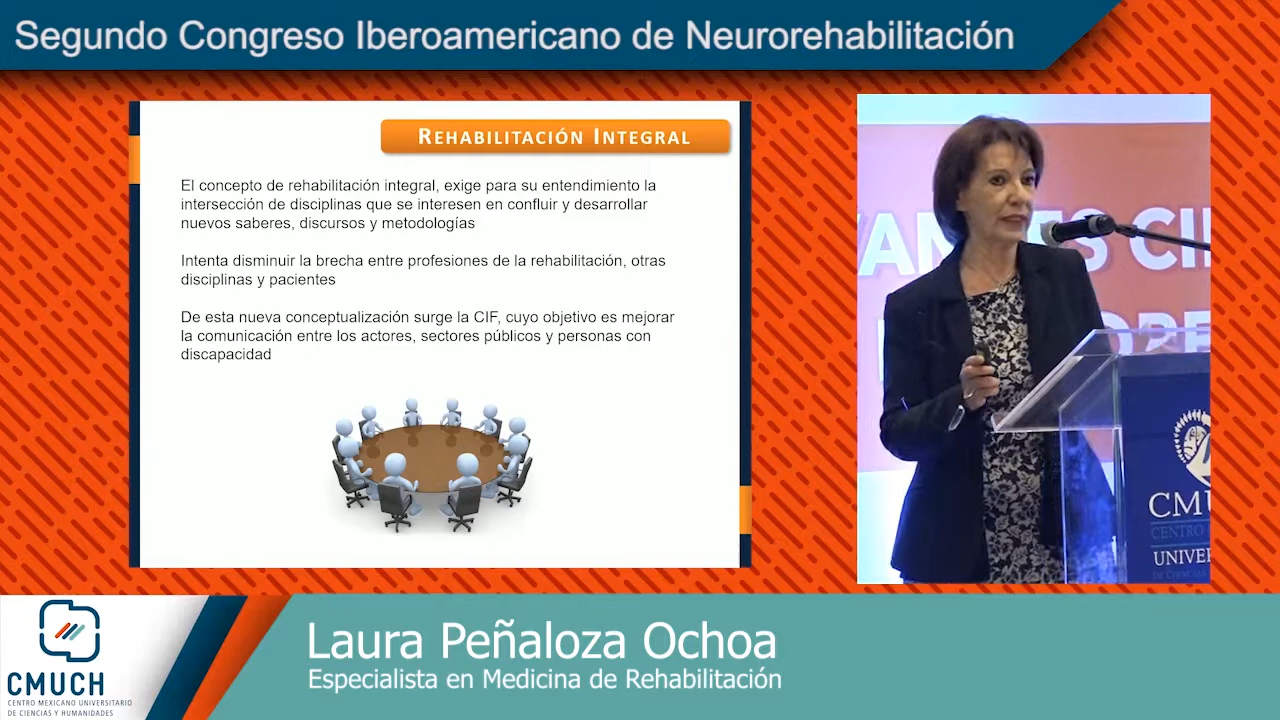 Segundo Congreso Iberoamericano de Neurorehabilitación
REHABILITACIÓN INTEGRAL
El concepto de rehabilitación integral, exige para su entendimiento la
intersección de disciplinas que se interesen en confluir y desarrollar
nuevos saberes, discursos y metodologías
Intenta disminuir la brecha entre profesiones de la rehabilitación, otras
disciplinas y pacientes
De esta nueva conceptualización surge la CIF, cuyo objetivo es mejorar
la comunicación entre los actores, sectores públicos y personas con
discapacidad
CMU
CENTRO
UNIVER
Laura Peñaloza Ochoa
Especialista en Medicina de Rehabilitación
CMUCH
CENTRO MEXICANO UNIVERSITARIO
DE CIENCIAS Y HUMANIDADES